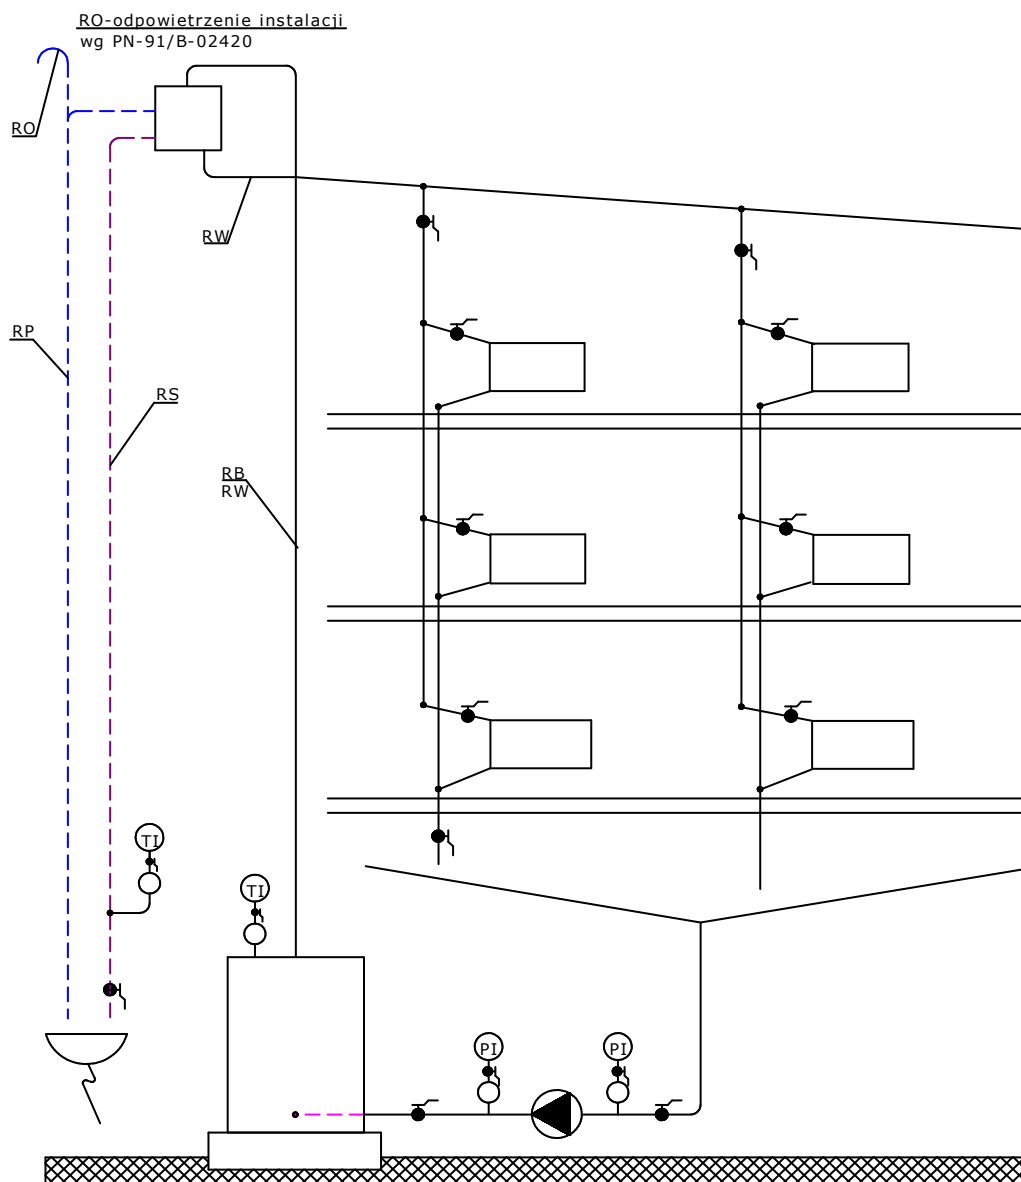 RO-odpowietrzenie instalacji
wg PN-91/B-02420
RO
RW
RP
RS
RB
RW
TI
TI
PI
PI